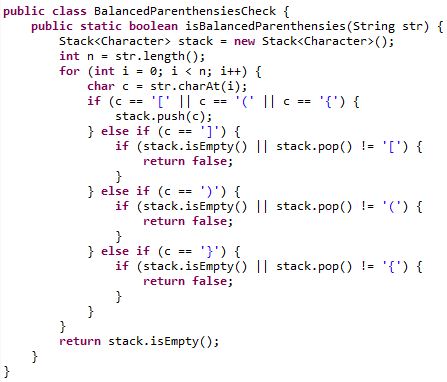 public class BalancedParenthensiesCheck {
    public static boolean isBalancedParenthensies(String str) {
        Stack<Character> stack = new Stack<Character>();
        int n = str.length();
        for (int i = 0; i < n; i++) {
            char c = str.charAt(i);
            if (c == '[' || c == '(' || c == '{') {
                stack.push(c);
            } else if (c == ']') {
                if (stack.isEmpty() || stack.pop() != '[') {
                    return false;
                }
            } else if (c == ')') {
                if (stack.isEmpty() || stack.pop() != '(') {
                    return false;
                }
            } else if (c == '}') {
                if (stack.isEmpty() || stack.pop() != '{') {
                    return false;
                }
            }
        }
        return stack.isEmpty();
    }
}